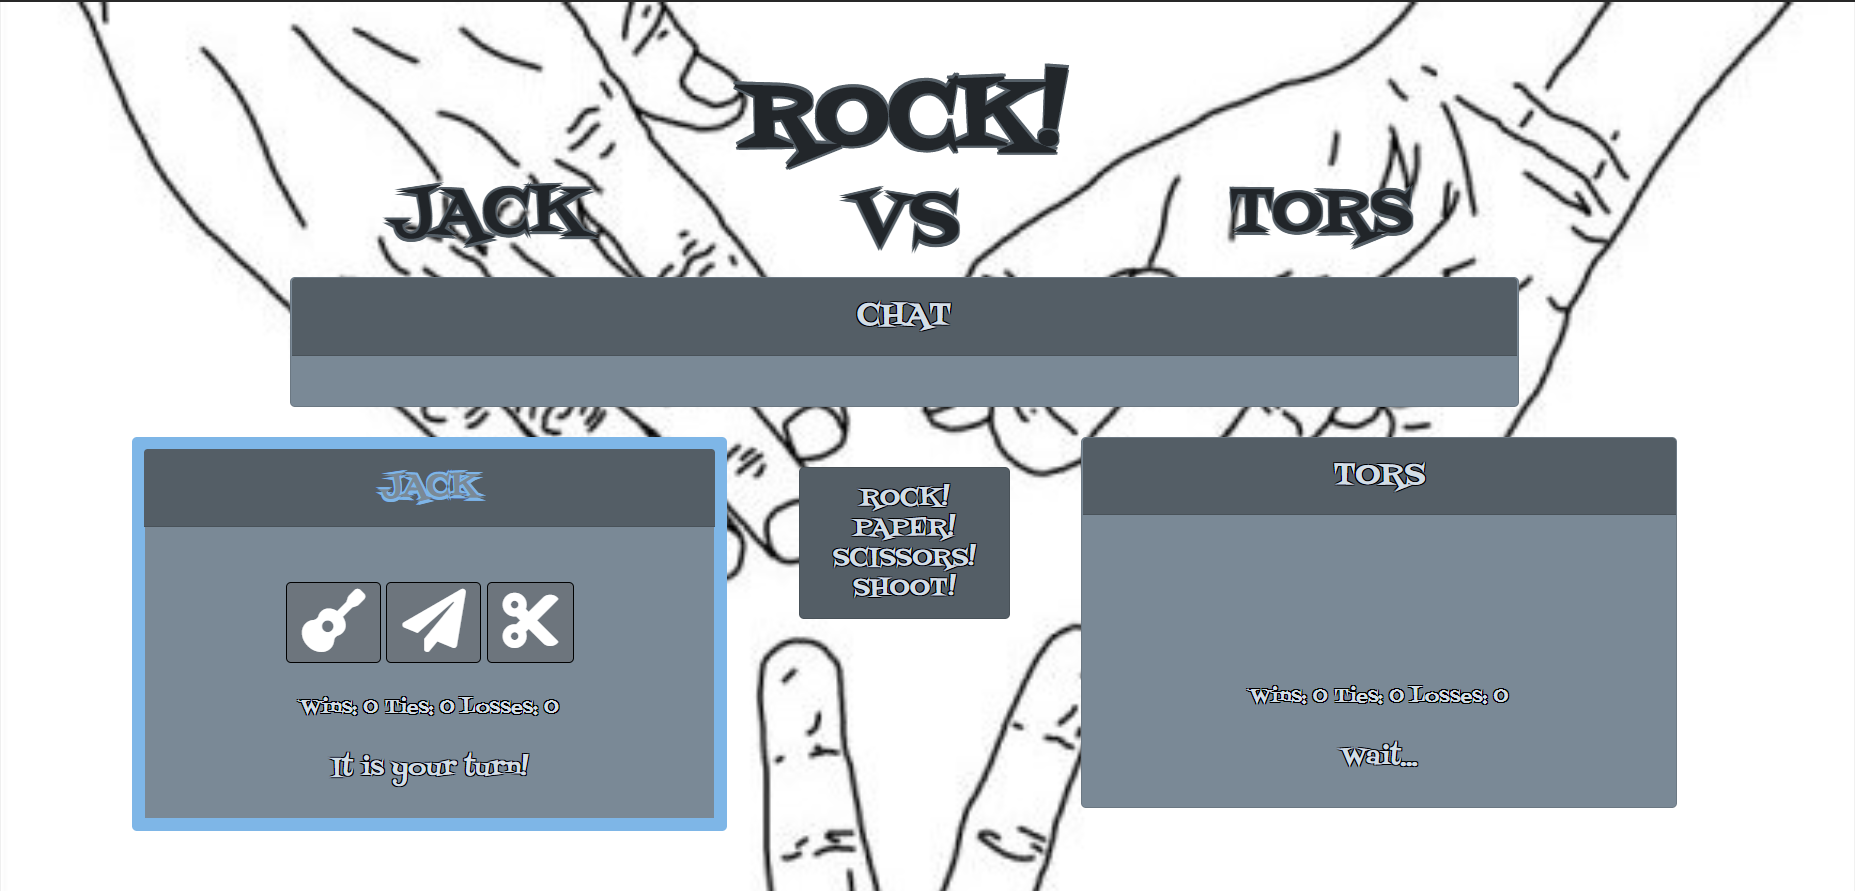 ROCK!
JACK VS TORS
CHAT
JACK
Wins: 0 Ties: 0 Losses: 0
It is your turn!
ROCK!
PAPER!
SCISSORS!
SHOOT!
TORS
Wins: 0 Ties: 0 Losses: 0
Wait...